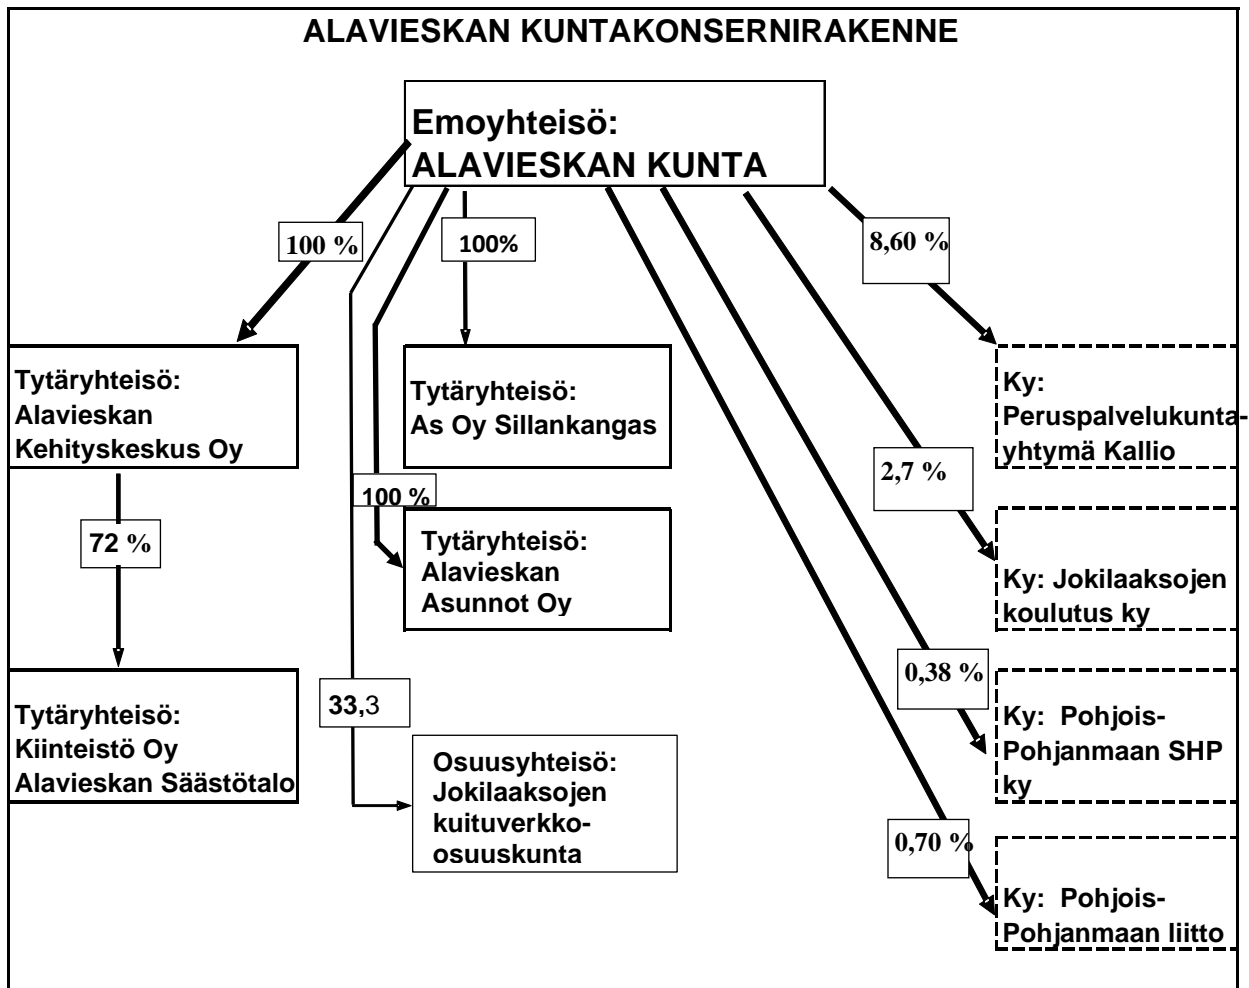 ALAVIESKAN KUNTAKONSERNIRAKENNE
Emoyhteisö:
ALAVIESKAN KUNTA
100 %
100%
8,60 %
Tytäryhteisö:
Alavieskan
Kehityskeskus Oy
Tytäryhteisö:
As Oy Sillankangas
Ky:
Peruspalvelukunta-
yhtymä Kallio
2,7 %
100 %
72 %
Tytäryhteisö:
Alavieskan
Asunnot Oy
Ky: Jokilaaksojen
koulutus ky
0,38 %
33,3
Tytäryhteisö:
Kiinteistö Oy
Alavieskan Säästötalo
Ky: Pohjois-
Pohjanmaan SHP
ky
Osuusyhteisö:
Jokilaaksojen
kuituverkko-
osuuskunta
0,70 %
Ky: Pohjois-
Pohjanmaan liitto